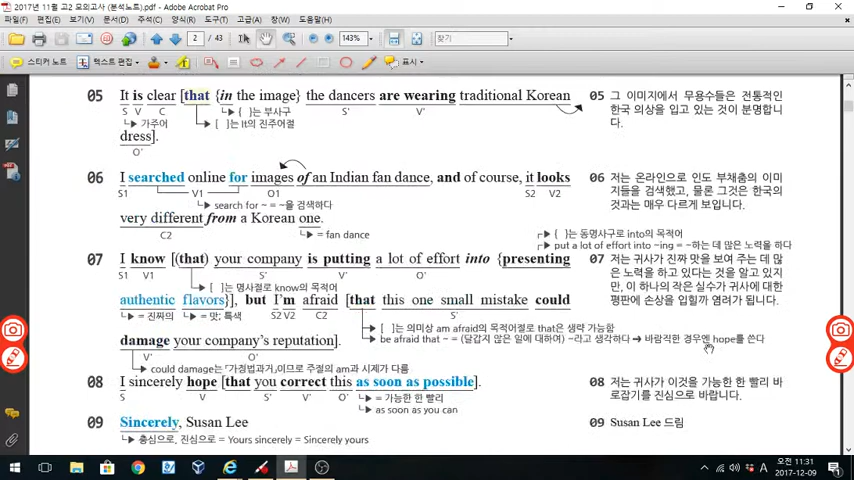 2017년 11월 고2 모의고사 (분석노트).pdf - Adobe Acrobat Pro
파일(F) 편집(E) 보기(V) 문서(D) 주석(C) 양식(R) 도구(T) 고급(A) 창(W) 도움말(H)
2 / 43 143% 찾기
스티커 노트 텍스트 편집 표시
05 It is clear [that {in the image} the dancers are wearing traditional Korean
S V C { }는 부사구 S' V'
가주어 [ ]는 It의 진주어절
dress].
O'
05 그 이미지에서 무용수들은 전통적인
한국 의상을 입고 있는 것이 분명합니
다.
06 I searched online for images of an Indian fan dance, and of course, it looks
S1 V1 O1 S2 V2
search for ~ = ~을 검색하다
very different from a Korean one.
C2 = fan dance
06 저는 온라인으로 인도 부채춤의 이미
지들을 검색했고, 물론 그것은 한국의
것과는 매우 다르게 보입니다.
{ }는 동명사구로 into의 목적어
put a lot of effort into ~ing = ~하는 데 많은 노력을 하다
07 I know [(that) your company is putting a lot of effort into {presenting
S1 V1 S' V' O'
[ ]는 명사절로 know의 목적어
authentic flavors}], but I'm afraid [that this one small mistake could
= 진짜의 = 맛; 특색 S2 V2 C2 S'
[ ]는 의미상 am afraid의 목적어절로 that은 생략 가능함
be afraid that ~ = (달갑지 않은 일에 대하여) ~라고 생각하다 → 바람직한 경우엔 hope를 쓴다
damage your company's reputation].
V' O'
could damage는 「가정법과거」이므로 주절의 am과 시제가 다름
07 저는 귀사가 진짜 맛을 보여 주는 데 많
은 노력을 하고 있다는 것을 알고 있지
만, 이 하나의 작은 실수가 귀사에 대한
평판에 손상을 입힐까 염려가 됩니다.
08 I sincerely hope [that you correct this as soon as possible].
S V S' V' O' = 가능한 한 빨리
= as soon as you can
08 저는 귀사가 이것을 가능한 한 빨리 바
로잡기를 진심으로 바랍니다.
09 Sincerely, Susan Lee
충심으로, 진심으로 = Yours sincerely = Sincerely yours
09 Susan Lee 드림
A 오전 11:31
2017-12-09